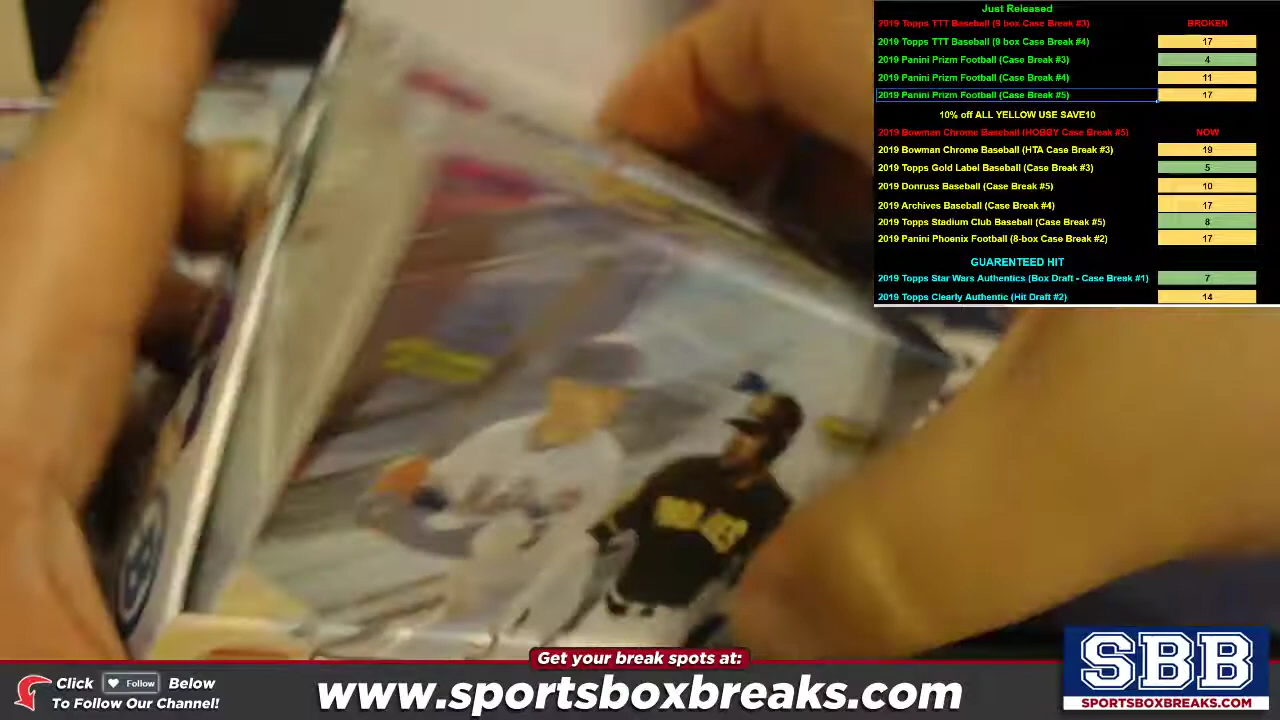 Just Released
2019 Topps TTT Baseball (9 box Case Break #3) BROKEN
2019 Topps TTT Baseball (9 box Case Break #4) 17
2019 Panini Prizm Football (Case Break #3) 4
2019 Panini Prizm Football (Case Break #4) 11
2019 Panini Prizm Football (Case Break #5) 17
10% off ALL YELLOW USE SAVE10
2019 Bowman Chrome Baseball (HOBBY Case Break #5) NOW
2019 Bowman Chrome Baseball (HTA Case Break #3) 19
2019 Topps Gold Label Baseball (Case Break #3) 5
2019 Donruss Baseball (Case Break #5) 10
2019 Archives Baseball (Case Break #4) 17
2019 Topps Stadium Club Baseball (Case Break #5) 8
2019 Panini Phoenix Football (8-box Case Break #2) 17
GUARENTEED HIT
2019 Topps Star Wars Authentics (Box Draft - Case Break #1) 7
2019 Topps Clearly Authentic (Hit Draft #2) 14
Get your break spots at:
Click Follow Below
To Follow Our Channel!
www.sportsboxbreaks.com
SBB
SPORTSBOXBREAKS.COM